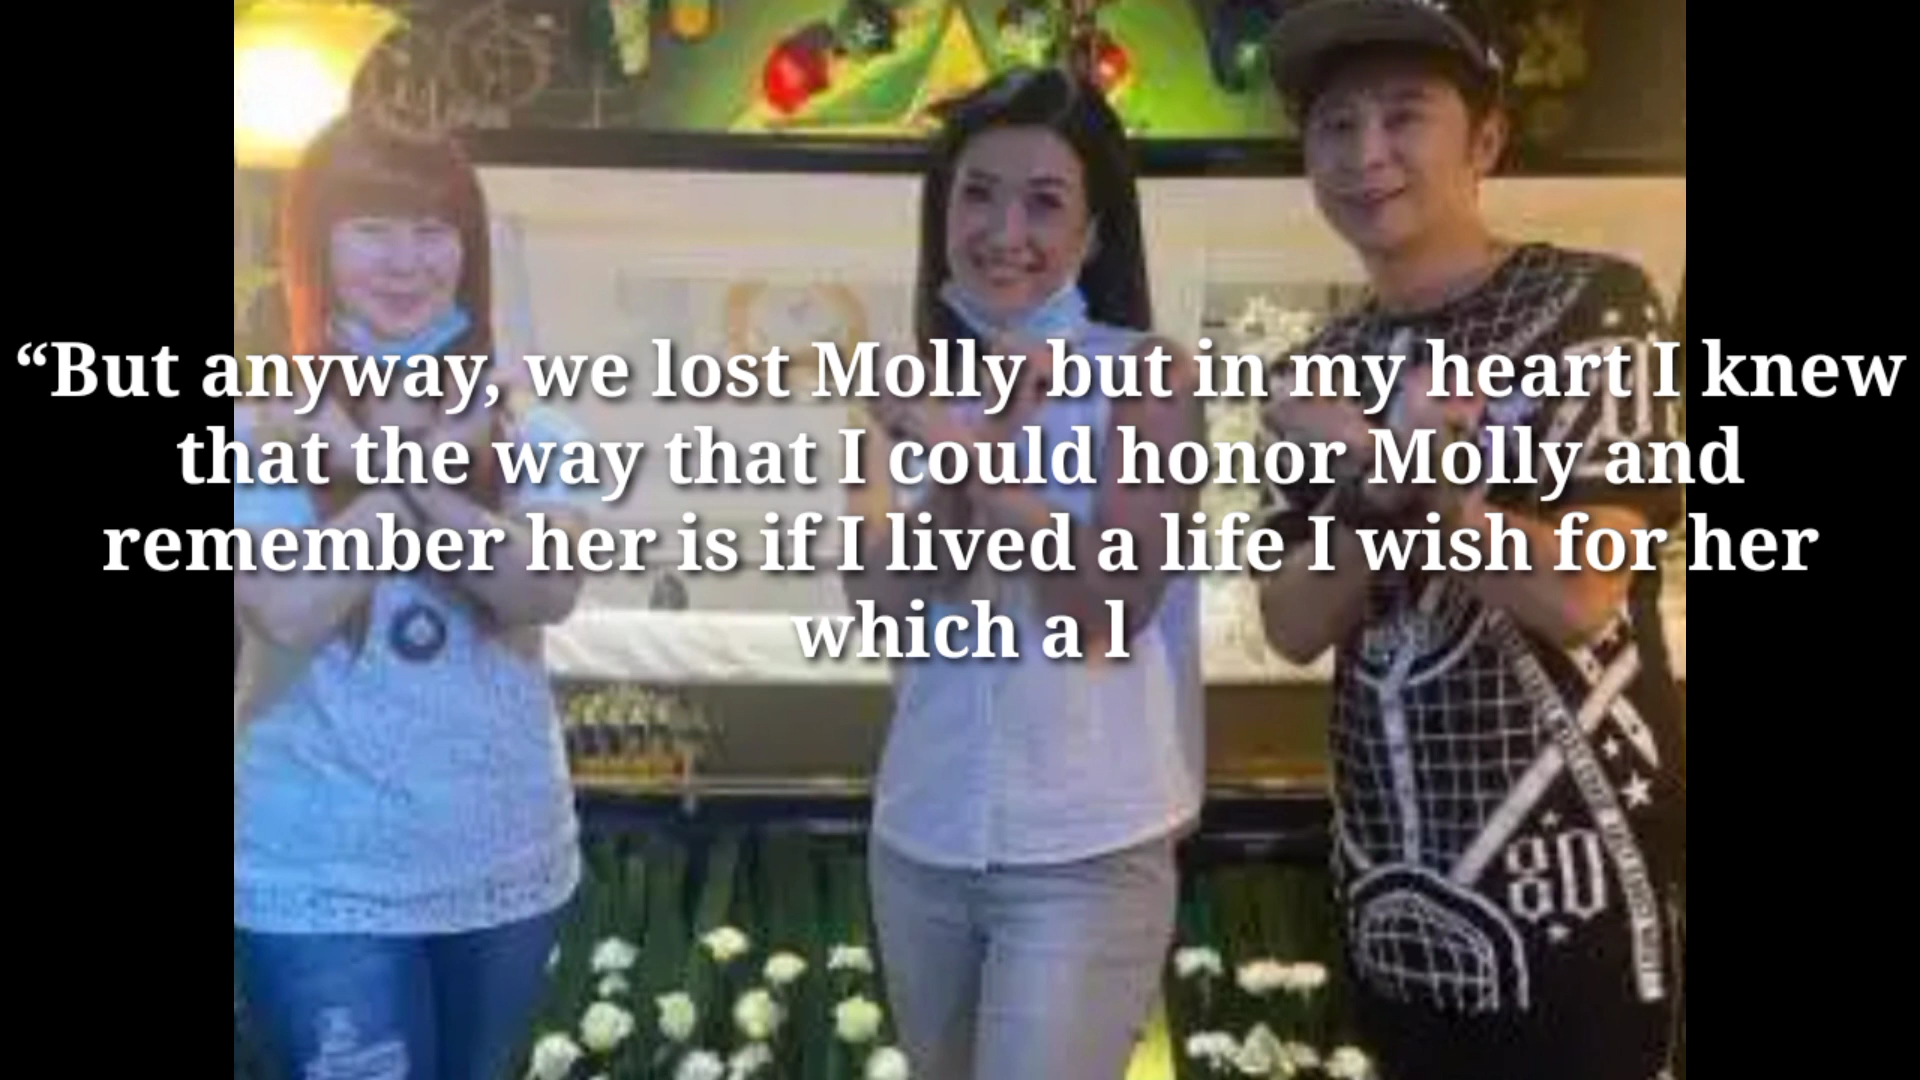 “But anyway, we lost Molly but in my heart I knew
that the way that I could honor Molly and
remember her is if I lived a life I wish for her
which a l
80